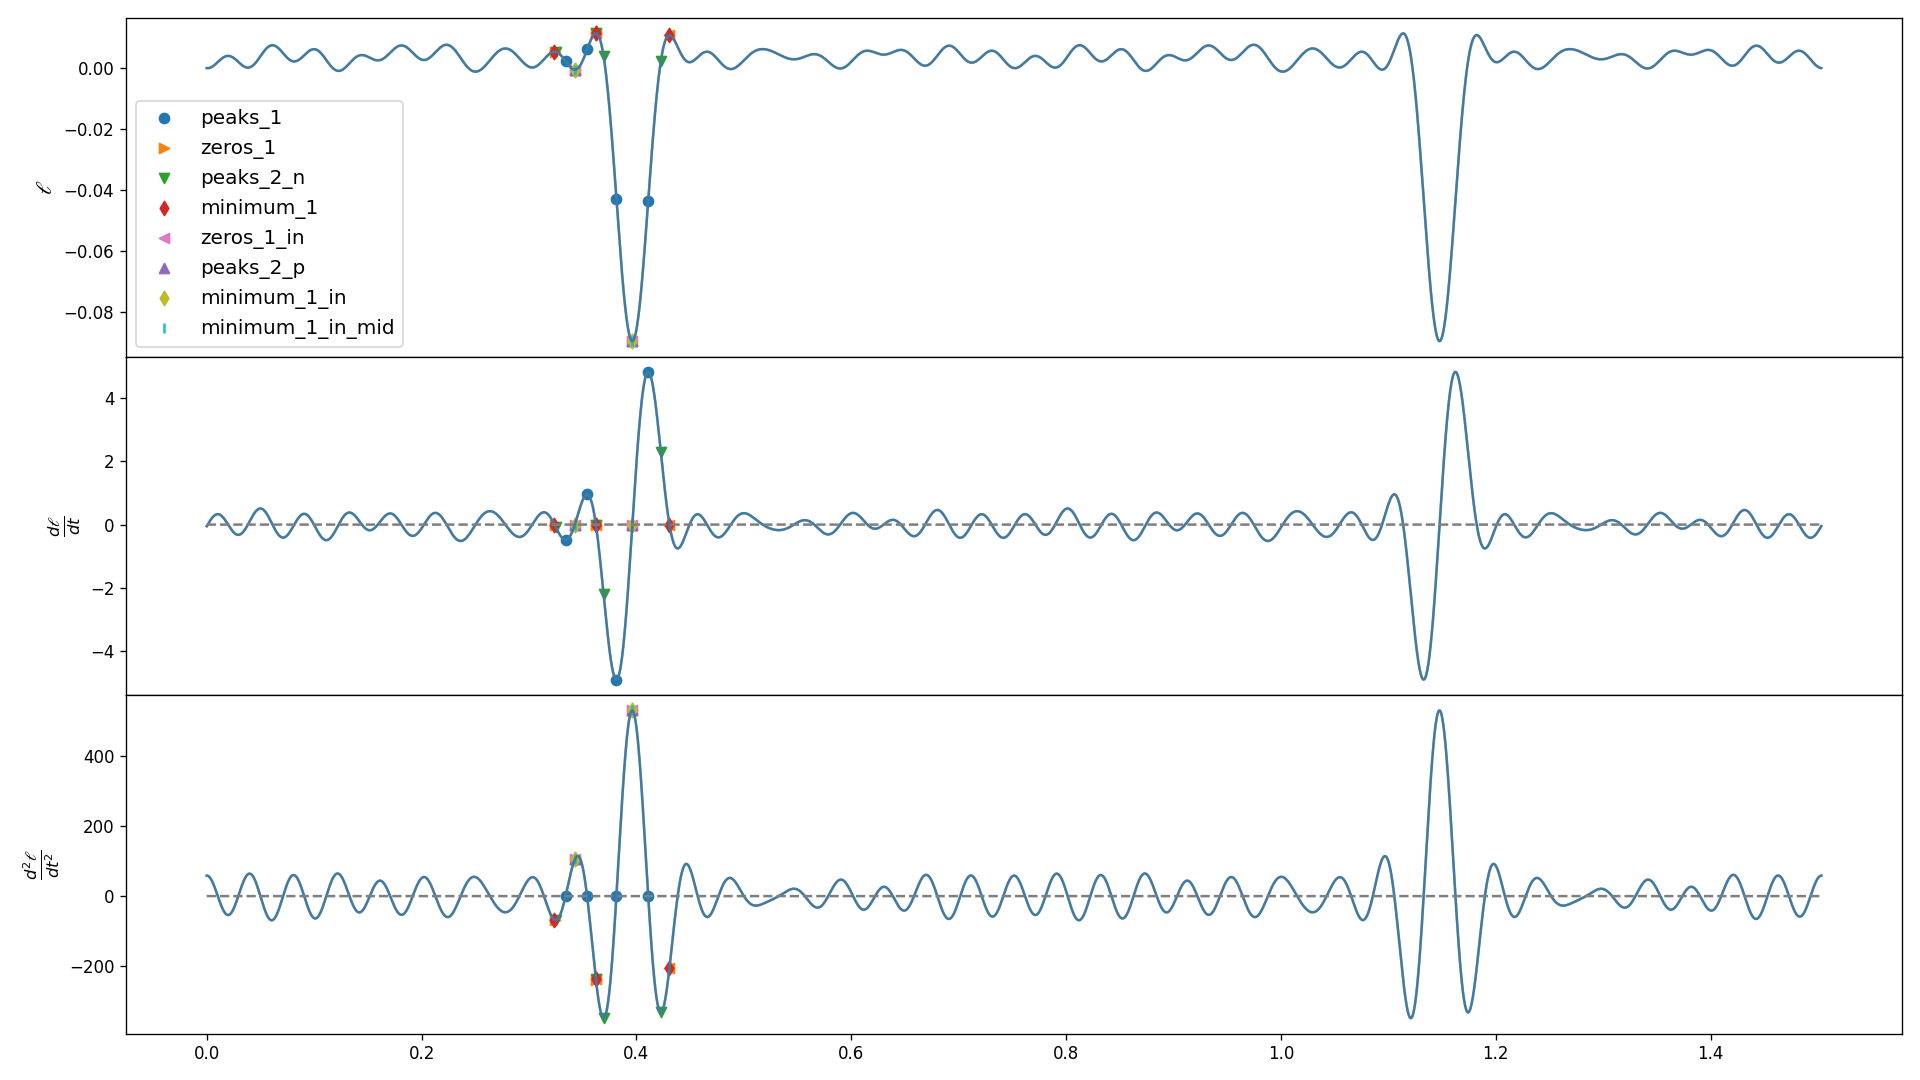 0.00
−0.02
−0.04
−0.06
−0.08
ℓ
peaks_1
zeros_1
peaks_2_n
minimum_1
zeros_1_in
peaks_2_p
minimum_1_in
minimum_1_in_mid
4
2
0
−2
−4
dℓ
dt
400
200
0
−200
d²ℓ
dt²
0.0 0.2 0.4 0.6 0.8 1.0 1.2 1.4